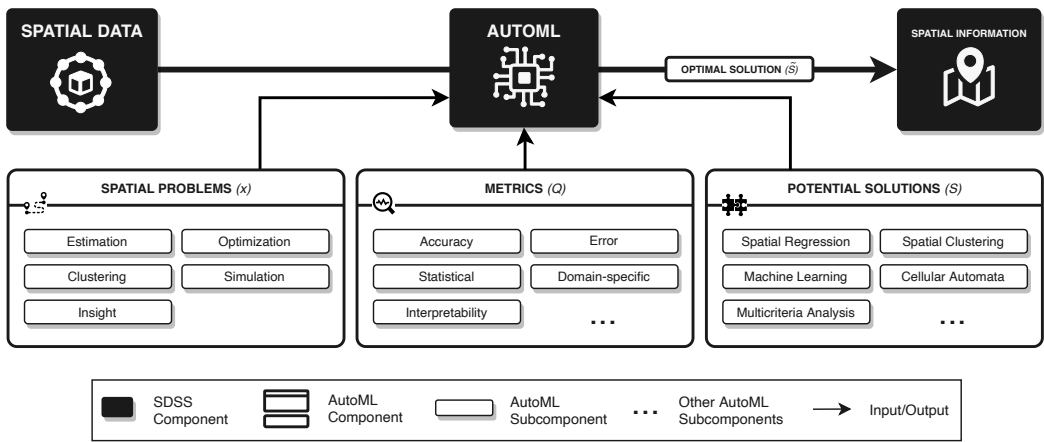 SPATIAL DATA
AUTOML
OPTIMAL SOLUTION (S̃)
SPATIAL INFORMATION
SPATIAL PROBLEMS (x)
Estimation
Optimization
Clustering
Simulation
Insight
METRICS (Q)
Accuracy
Error
Statistical
Domain-specific
Interpretability
...
POTENTIAL SOLUTIONS (S)
Spatial Regression
Spatial Clustering
Machine Learning
Cellular Automata
Multicriteria Analysis
...
SDSS
Component
AutoML
Component
AutoML
Subcomponent
...
Other AutoML
Subcomponents
Input/Output